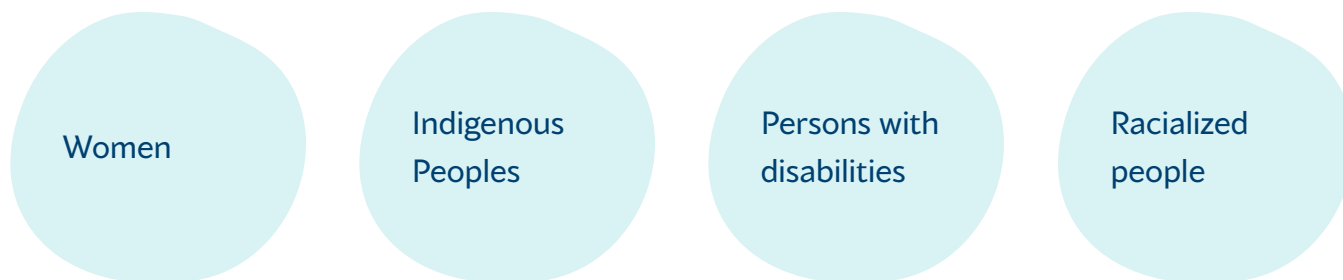 Women
Indigenous
Peoples
Persons with
disabilities
Racialized
people